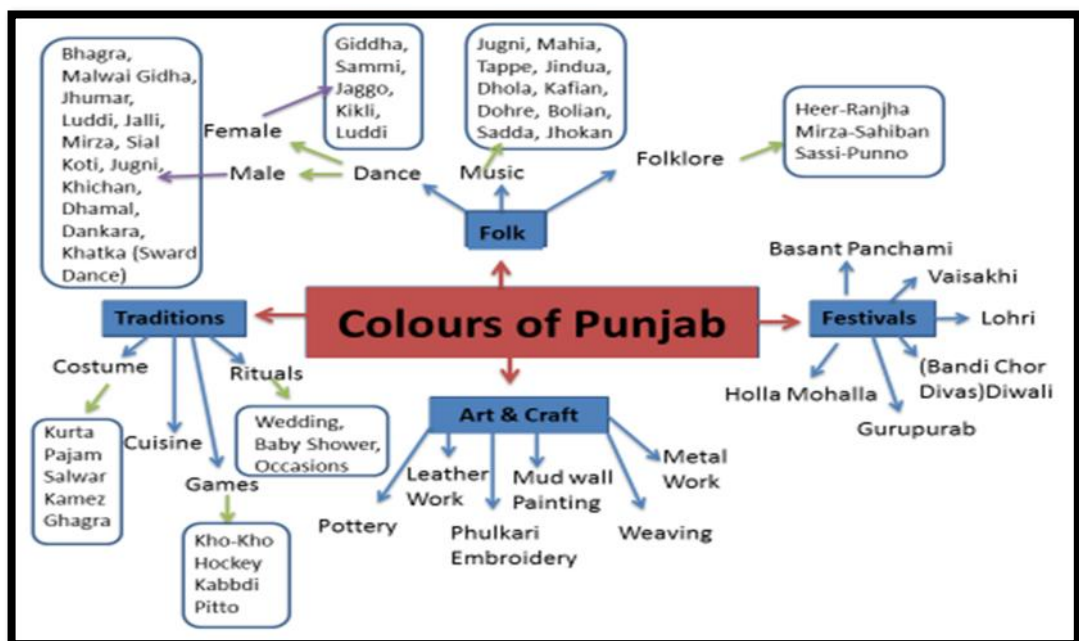 Bhagra,
Malwai Gidha,
Jhumar,
Luddi, Jalli,
Mirza, Sial
Koti, Jugni,
Khichan,
Dhamal,
Dankara,
Khatka (Sward
Dance)
Giddha,
Sammi,
Jaggo,
Kikli,
Luddi
Jugni, Mahia,
Tappe, Jindua,
Dhola, Kafian,
Dohre, Bolian,
Sadda, Jhokan
Heer-Ranjha
Mirza-Sahiban
Sassi-Punno
Female
Male
Dance
Music
Folklore
Folk
Colours of Punjab
Traditions
Costume
Rituals
Cuisine
Games
Kurta
Pajam
Salwar
Kamez
Ghagra
Wedding,
Baby Shower,
Occasions
Kho-Kho
Hockey
Kabbdi
Pitto
Art & Craft
Pottery
Leather
Work
Phulkari
Embroidery
Mud wall
Painting
Weaving
Metal
Work
Festivals
Basant Panchami
Vaisakhi
Lohri
(Bandi Chor
Divas)Diwali
Gurupurab
Holla Mohalla